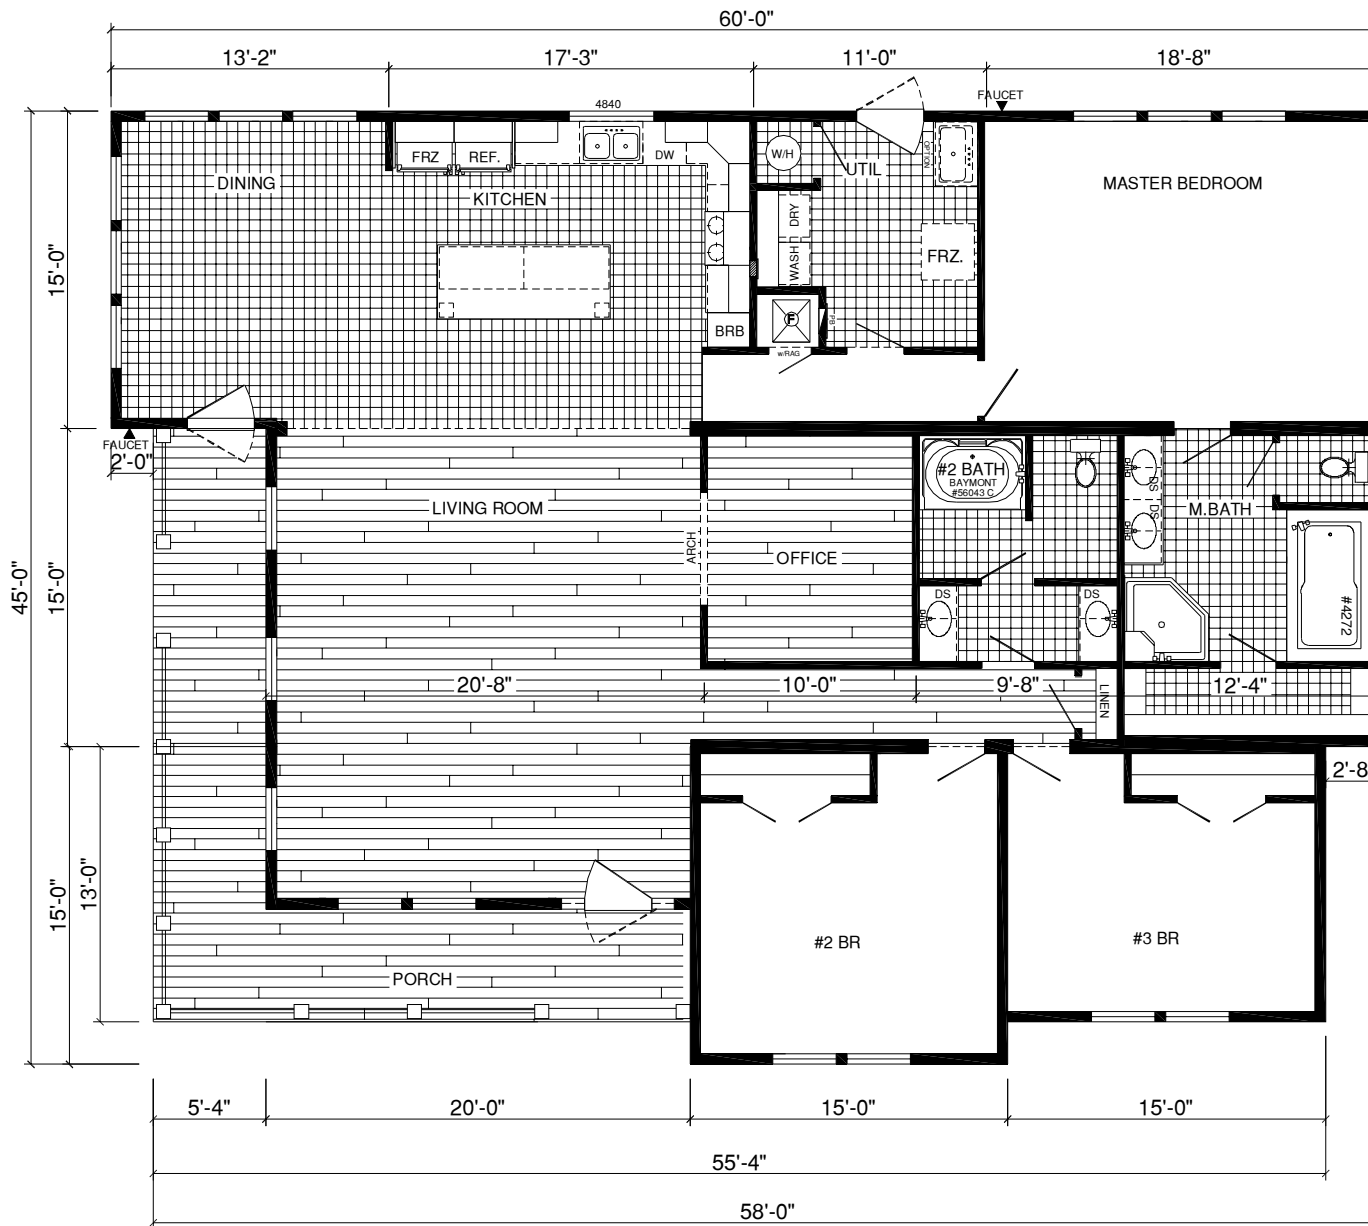 60'-0"
13'-2" 17'-3" 11'-0" 18'-8"
4840
FAUCET
FRZ REF. DW W/H OPTION
DINING KITCHEN UTIL MASTER BEDROOM
DRY
WASH
FRZ.
15'-0"
F
BRB PB
w/RAG
FAUCET
2'-0"
#2 BATH
BAYMONT
#56043 C
DS
DS
M.BATH
LIVING ROOM
ARCH
OFFICE
45'-0"
15'-0"
DS DS
#4272
20'-8" 10'-0" 9'-8" 12'-4"
LINEN
2'-8
15'-0"
13'-0"
#2 BR #3 BR
PORCH
5'-4" 20'-0" 15'-0" 15'-0"
55'-4"
58'-0"